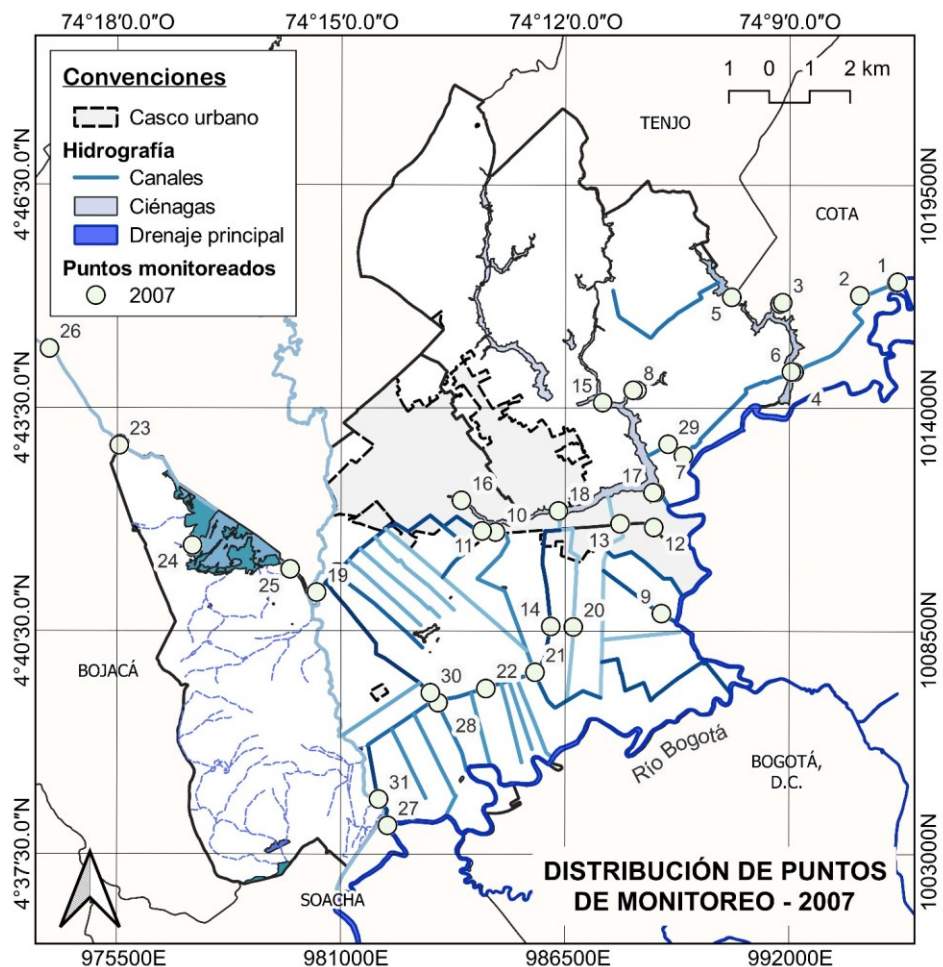 74°18.0"O 74°15.0"O 74°12.0"O 74°9.0"O
Convenciones
Casco urbano
Hidrografía
Canales
Ciénagas
Drenaje principal
Puntos monitoreados
2007
1 0 1 2 km
TENJO
COTA
4°46'30.0"N
1019500N
1
2
3
5
26
6
8
15
4
4°43'30.0"N
1014000N
23
29
7
17
16
18
10
11
13
12
24
25
19
9
14
20
4°40'30.0"N
1008500N
BOJACÁ
21
22
30
28
Río Bogotá
BOGOTÁ,
D.C.
31
27
4°37'30.0"N
1003000N
SOACHA
DISTRIBUCIÓN DE PUNTOS
DE MONITOREO - 2007
975500E 981000E 986500E 992000E